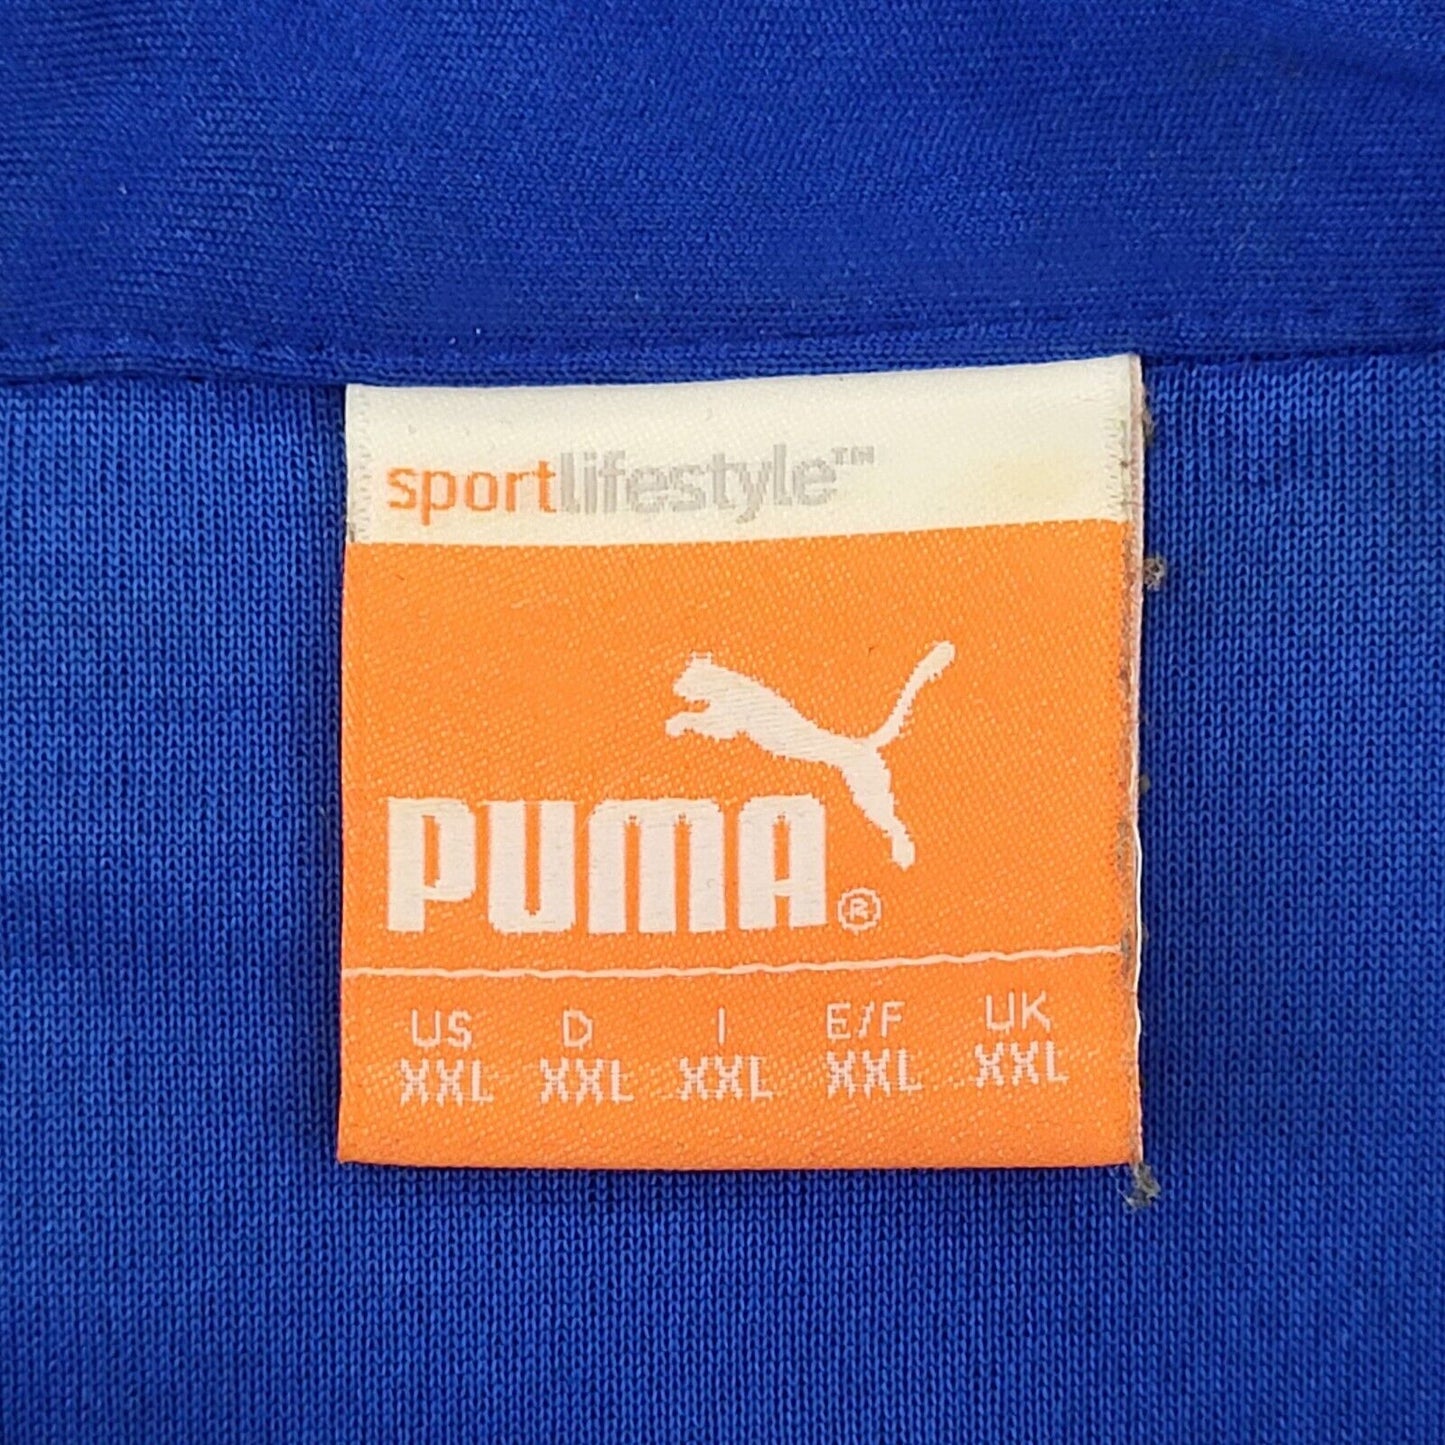 sportlifestyle™
PUMA®
US D I E/F UK
XXL XXL XXL XXL XXL